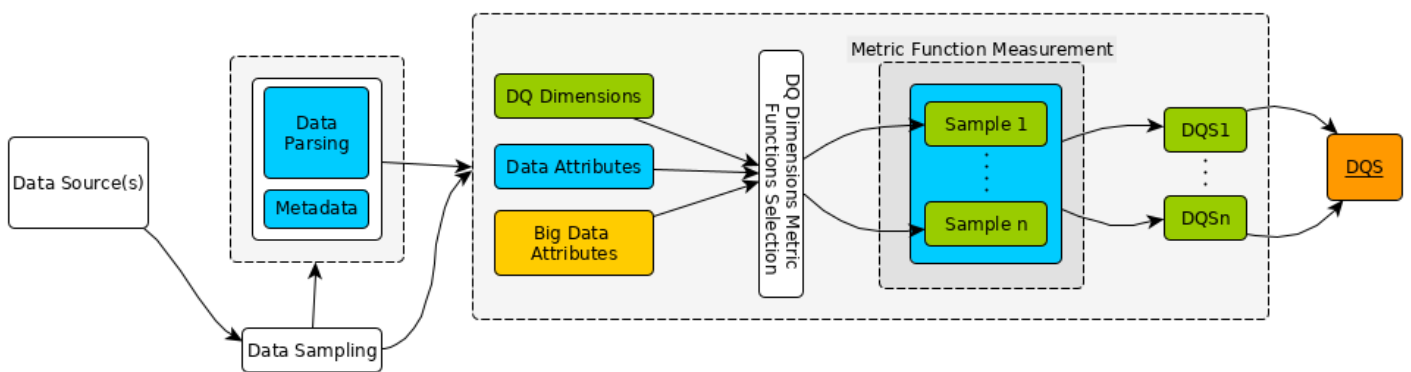 Data Source(s)
Data Sampling
Data
Parsing
Metadata
DQ Dimensions
Data Attributes
Big Data
Attributes
DQ Dimensions Metric
Functions Selection
Metric Function Measurement
Sample 1
Sample n
DQS1
DQSn
DQS